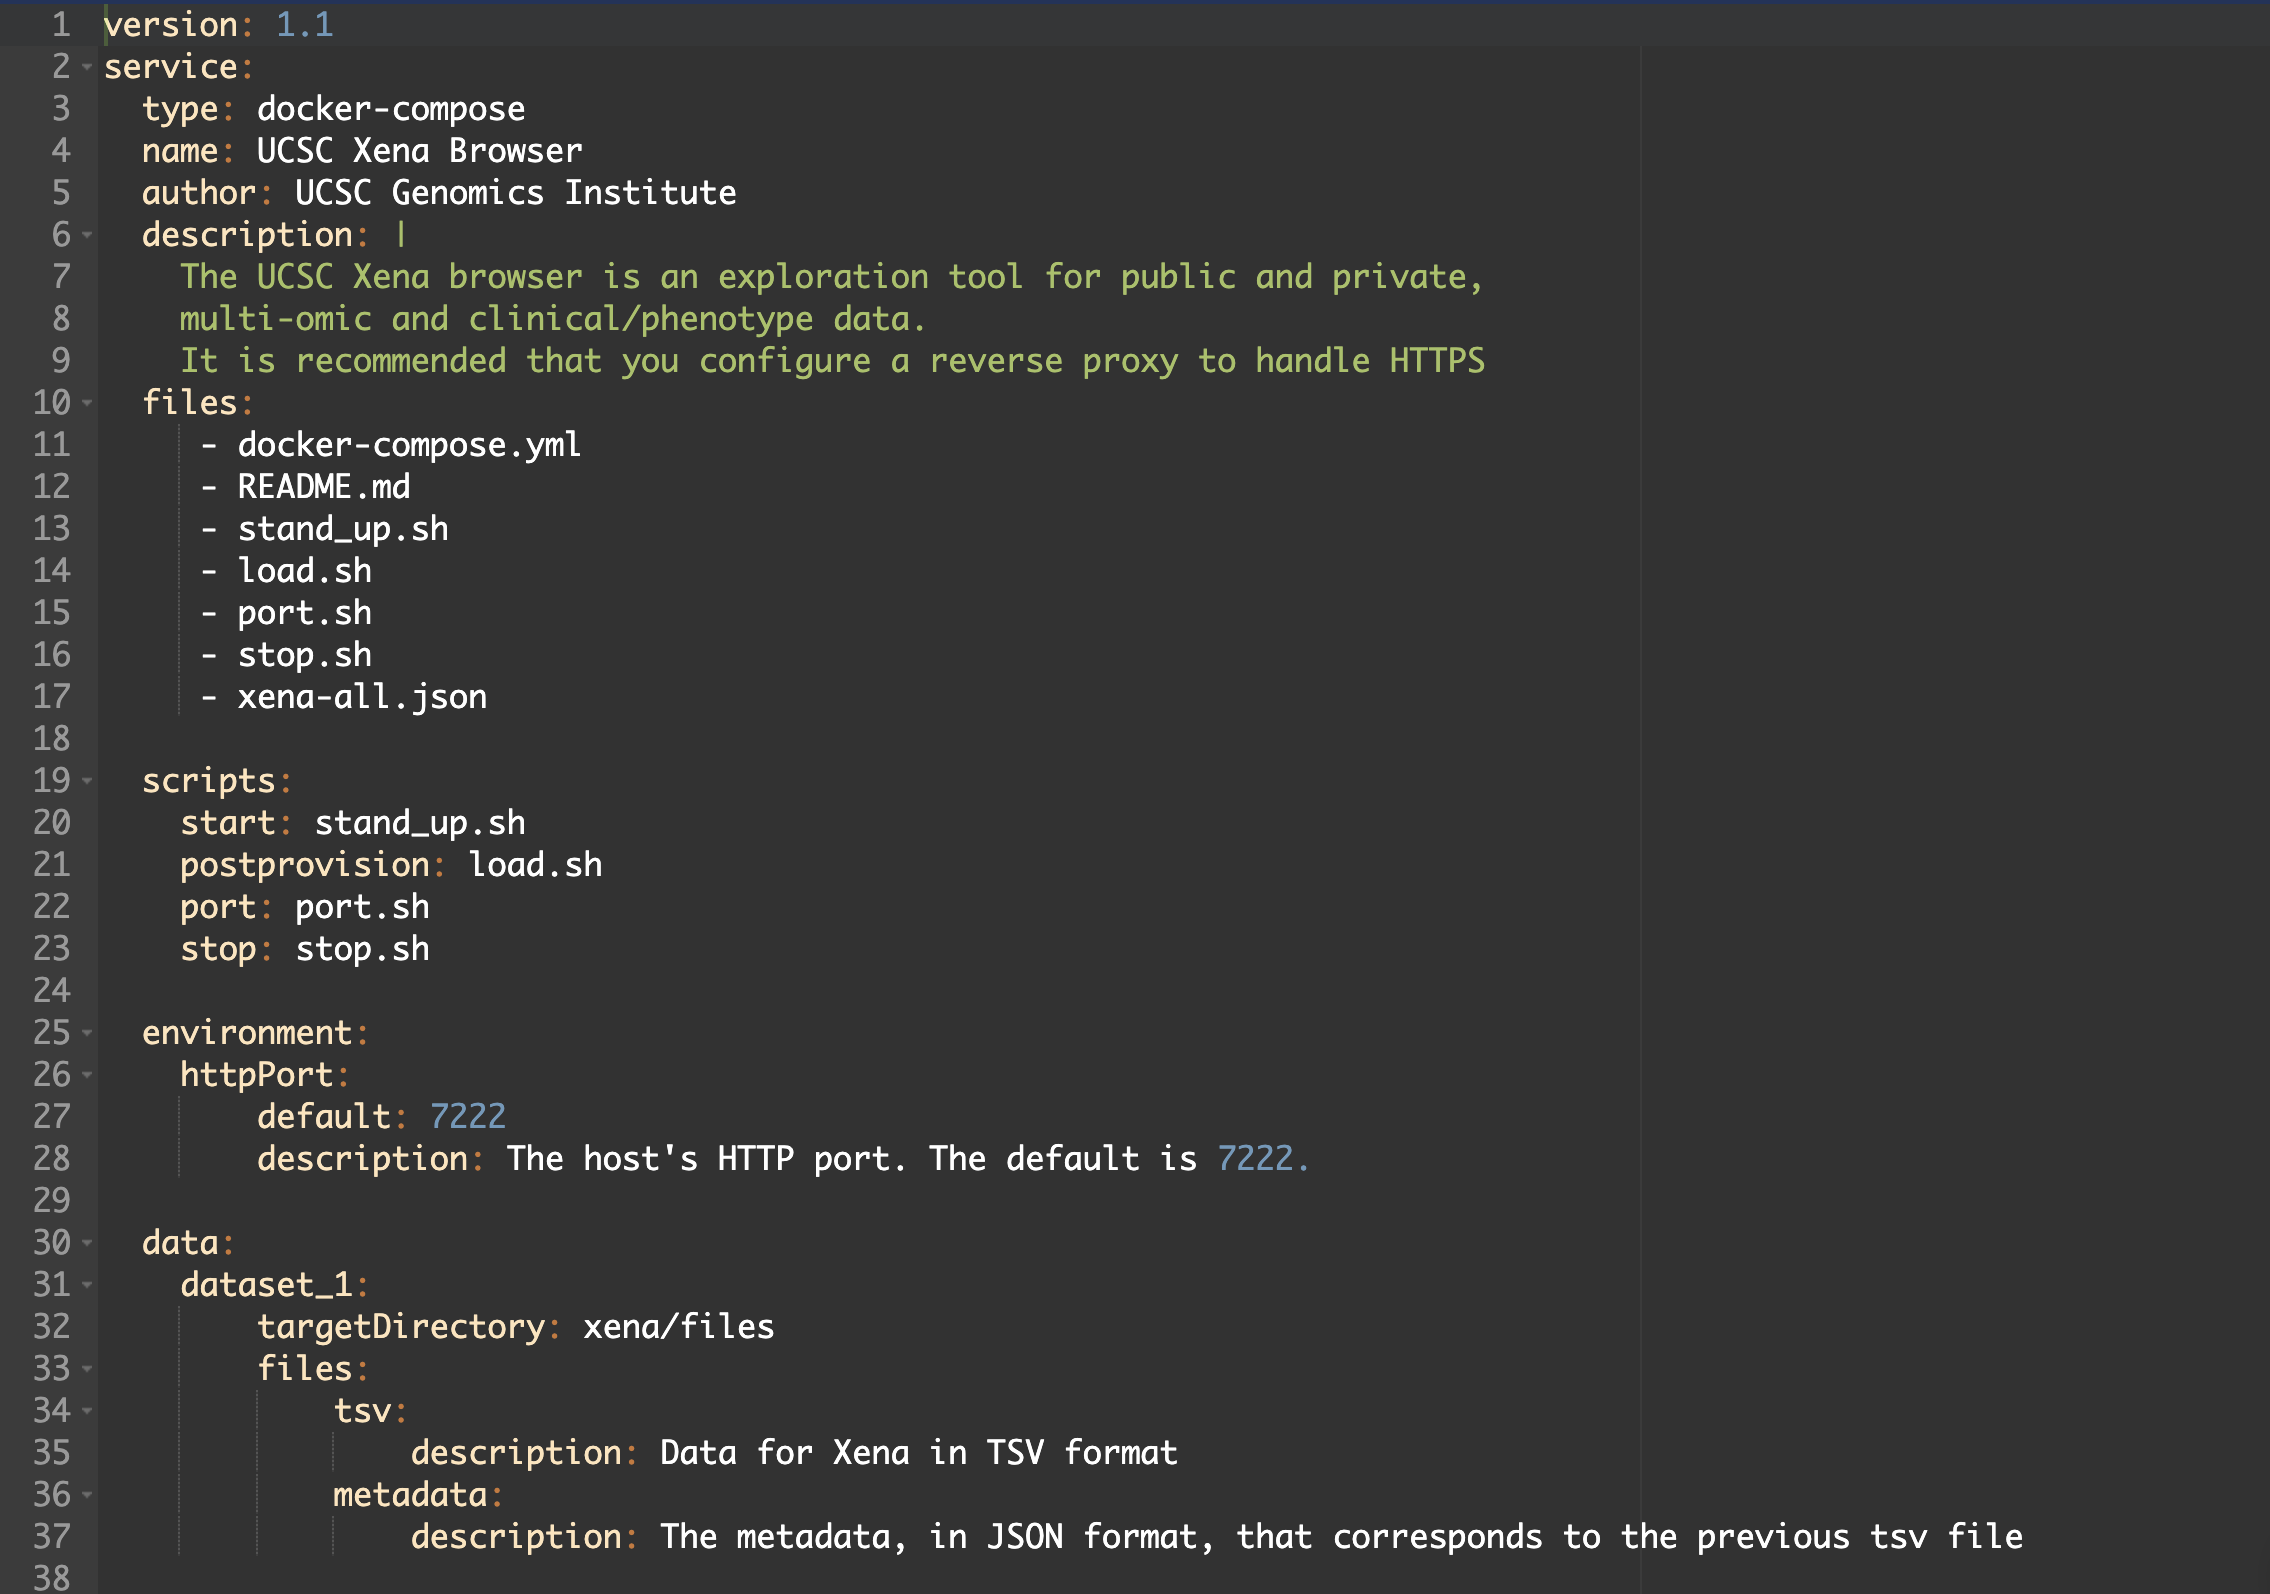 1 version: 1.1
2 service:
3   type: docker-compose
4   name: UCSC Xena Browser
5   author: UCSC Genomics Institute
6   description: |
7     The UCSC Xena browser is an exploration tool for public and private,
8     multi-omic and clinical/phenotype data.
9     It is recommended that you configure a reverse proxy to handle HTTPS
10   files:
11      - docker-compose.yml
12      - README.md
13      - stand_up.sh
14      - load.sh
15      - port.sh
16      - stop.sh
17      - xena-all.json
18
19   scripts:
20     start: stand_up.sh
21     postprovision: load.sh
22     port: port.sh
23     stop: stop.sh
24
25   environment:
26     httpPort:
27         default: 7222
28         description: The host's HTTP port. The default is 7222.
29
30   data:
31     dataset_1:
32         targetDirectory: xena/files
33         files:
34             tsv:
35                 description: Data for Xena in TSV format
36             metadata:
37                 description: The metadata, in JSON format, that corresponds to the previous tsv file
38